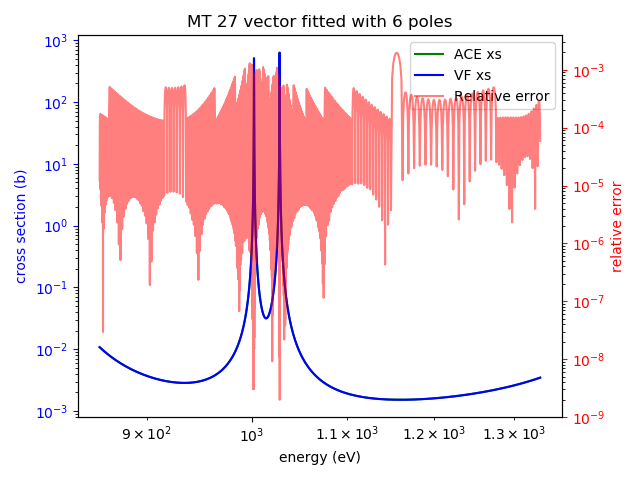 MT 27 vector fitted with 6 poles
ACE xs
VF xs
Relative error
cross section (b)
10³
10²
10¹
10⁰
10⁻¹
10⁻²
10⁻³
relative error
10⁻³
10⁻⁴
10⁻⁵
10⁻⁶
10⁻⁷
10⁻⁸
10⁻⁹
9 × 10² 10³ 1.1 × 10³ 1.2 × 10³ 1.3 × 10³
energy (eV)